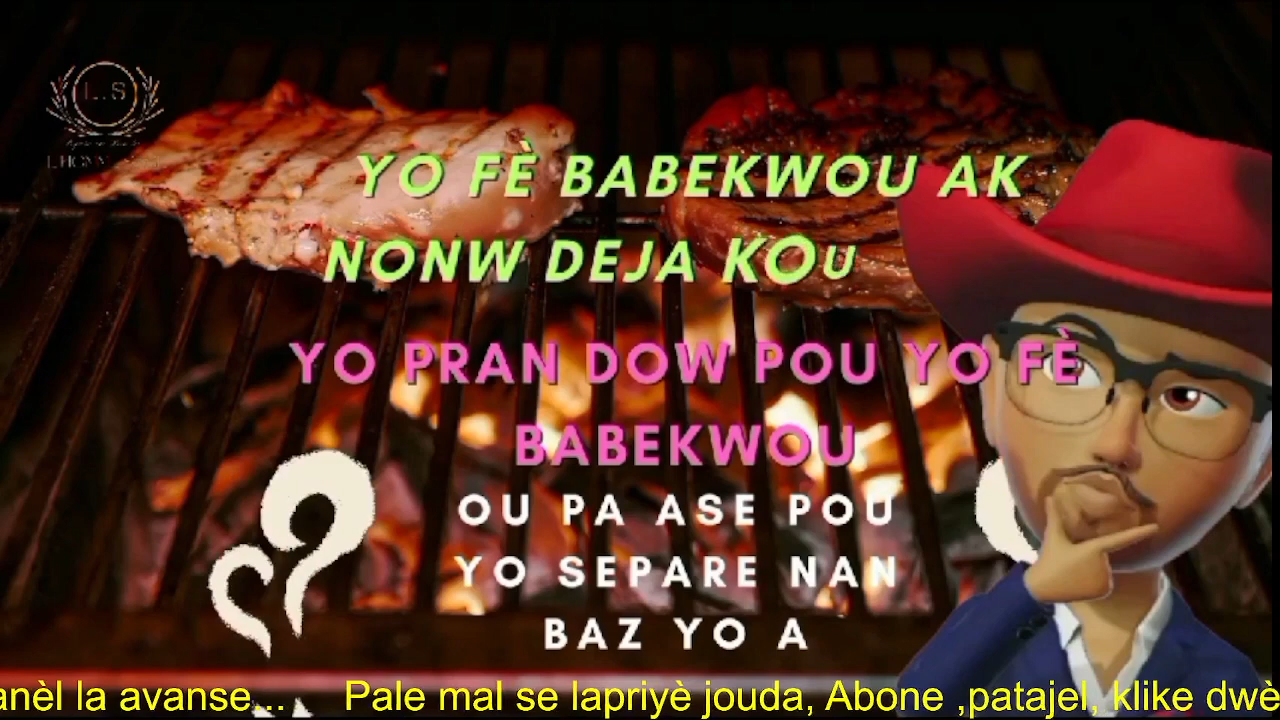 L.S
YO FÈ BABEKWOU AK
NONW DEJA KOU
YO PRAN DOW POU YO FÈ
BABEKWOU
OU PA ASE POU
YO SEPARE NAN
BAZ YO A
anèl la avanse... Pale mal se lapriyè jouda, Abone ,patajel, klike dwè